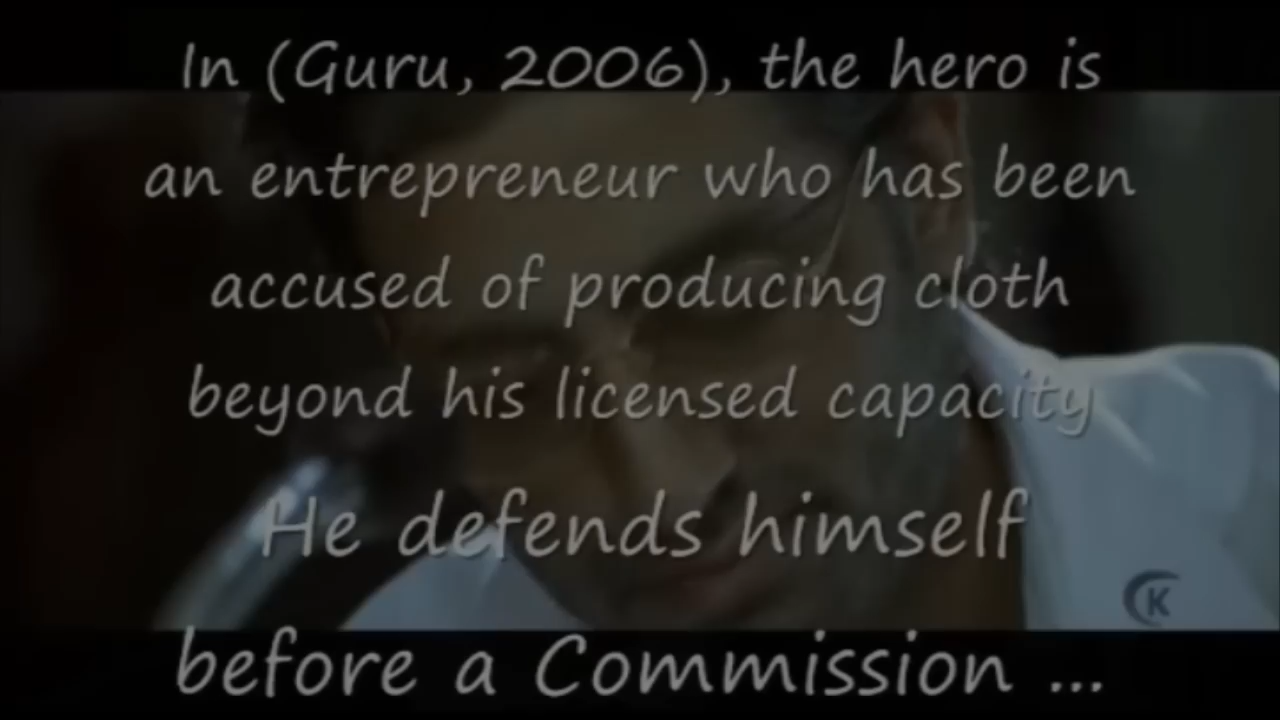 In (Guru, 2006), the hero is
an entrepreneur who has been
accused of producing cloth
beyond his licensed capacity
He defends himself
before a Commission ...
K